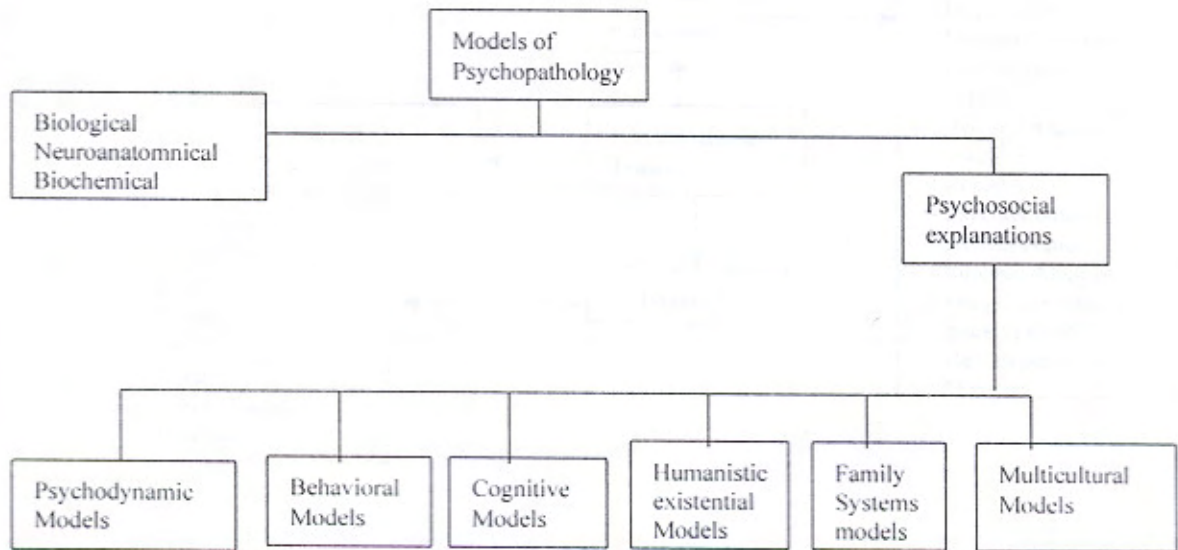 Models of
Psychopathology
Biological
Neuroanatomnical
Biochemical
Psychosocial
explanations
Psychodynamic
Models
Behavioral
Models
Cognitive
Models
Humanistic
existential
Models
Family
Systems
models
Multicultural
Models